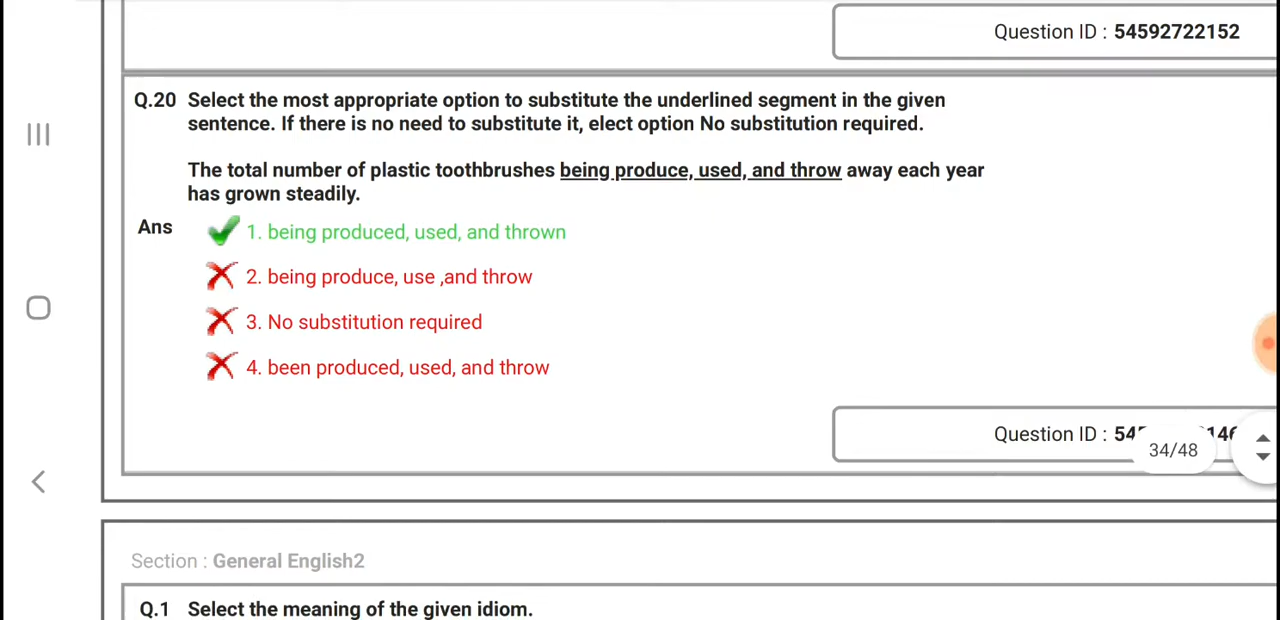 Question ID : 54592722152
Q.20 Select the most appropriate option to substitute the underlined segment in the given
sentence. If there is no need to substitute it, elect option No substitution required.
The total number of plastic toothbrushes being produce, used, and throw away each year
has grown steadily.
Ans 1. being produced, used, and thrown
2. being produce, use ,and throw
3. No substitution required
4. been produced, used, and throw
Question ID :
34/48
Section : General English2
Q.1 Select the meaning of the given idiom.